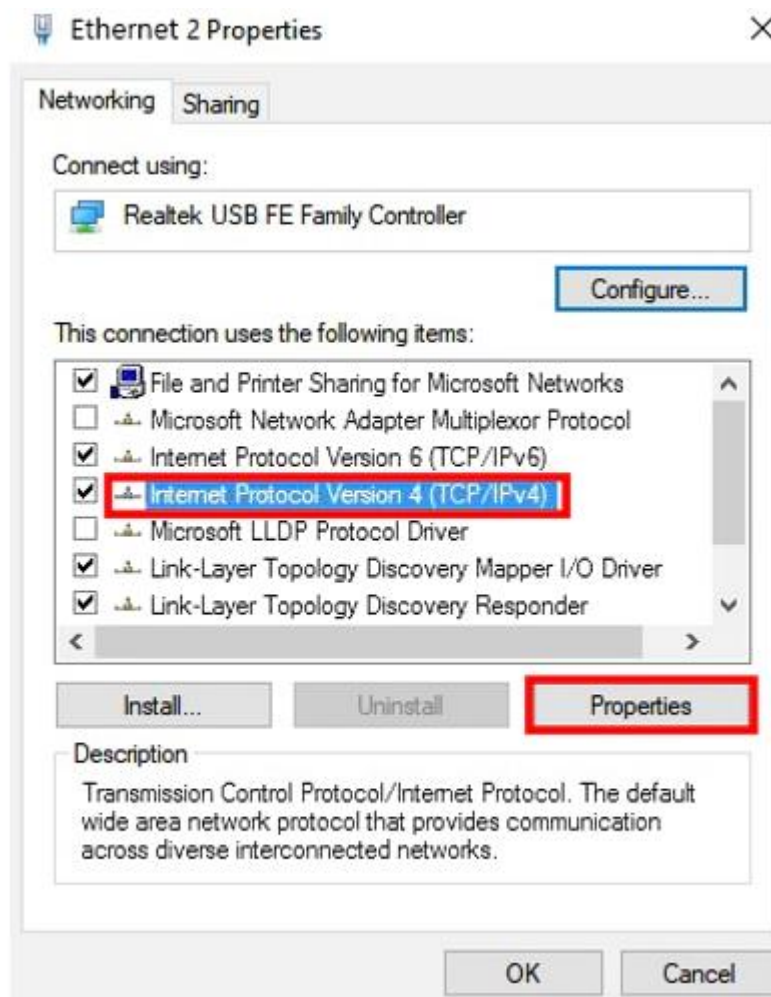 Ethernet 2 Properties
Networking
Sharing
Connect using:
Realtek USB FE Family Controller
Configure...
This connection uses the following items:
File and Printer Sharing for Microsoft Networks
Microsoft Network Adapter Multiplexor Protocol
Internet Protocol Version 6 (TCP/IPv6)
Internet Protocol Version 4 (TCP/IPv4)
Microsoft LLDP Protocol Driver
Link-Layer Topology Discovery Mapper I/O Driver
Link-Layer Topology Discovery Responder
Install...
Uninstall
Properties
Description
Transmission Control Protocol/Internet Protocol. The default
wide area network protocol that provides communication
across diverse interconnected networks.
OK
Cancel